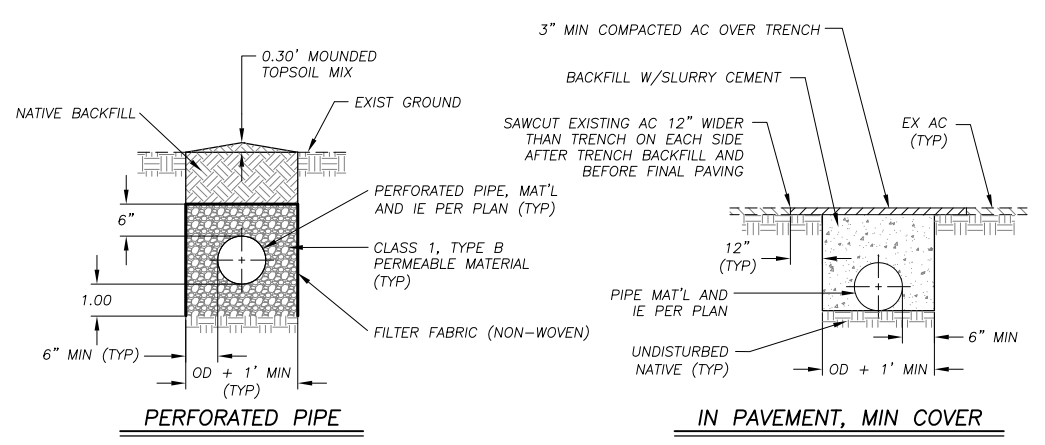 0.30' MOUNDED
TOPSOIL MIX
EXIST GROUND
NATIVE BACKFILL
PERFORATED PIPE, MAT'L
AND IE PER PLAN (TYP)
6"
CLASS 1, TYPE B
PERMEABLE MATERIAL
(TYP)
1.00
FILTER FABRIC (NON-WOVEN)
6" MIN (TYP)
OD + 1' MIN
(TYP)
PERFORATED PIPE
3" MIN COMPACTED AC OVER TRENCH
BACKFILL W/SLURRY CEMENT
SAWCUT EXISTING AC 12" WIDER
THAN TRENCH ON EACH SIDE
AFTER TRENCH BACKFILL AND
BEFORE FINAL PAVING
EX AC
(TYP)
12"
(TYP)
PIPE MAT'L AND
IE PER PLAN
6" MIN
UNDISTURBED
NATIVE (TYP)
OD + 1' MIN
IN PAVEMENT, MIN COVER